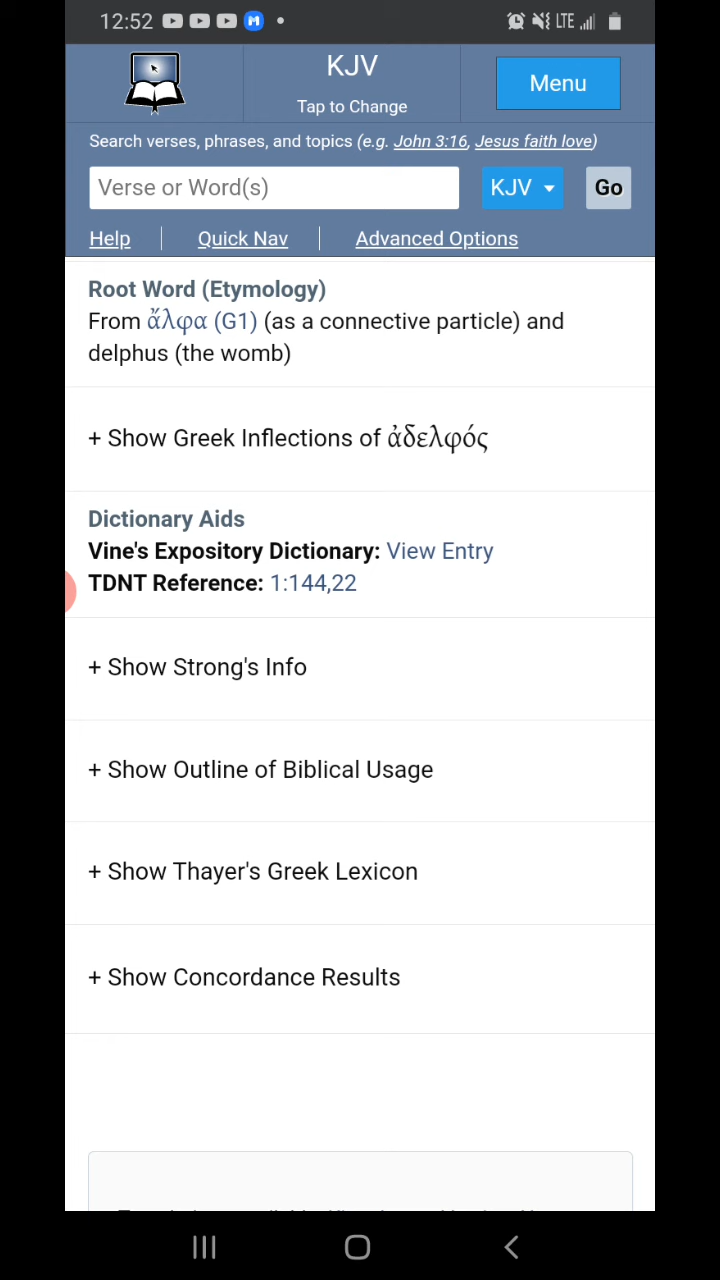 12:52
LTE
KJV
Tap to Change
Menu
Search verses, phrases, and topics (e.g. John 3:16, Jesus faith love)
Verse or Word(s)
KJV
Go
Help
Quick Nav
Advanced Options
Root Word (Etymology)
From ἄλφα (G1) (as a connective particle) and
delphus (the womb)
+ Show Greek Inflections of ἀδελφός
Dictionary Aids
Vine's Expository Dictionary: View Entry
TDNT Reference: 1:144,22
+ Show Strong's Info
+ Show Outline of Biblical Usage
+ Show Thayer's Greek Lexicon
+ Show Concordance Results